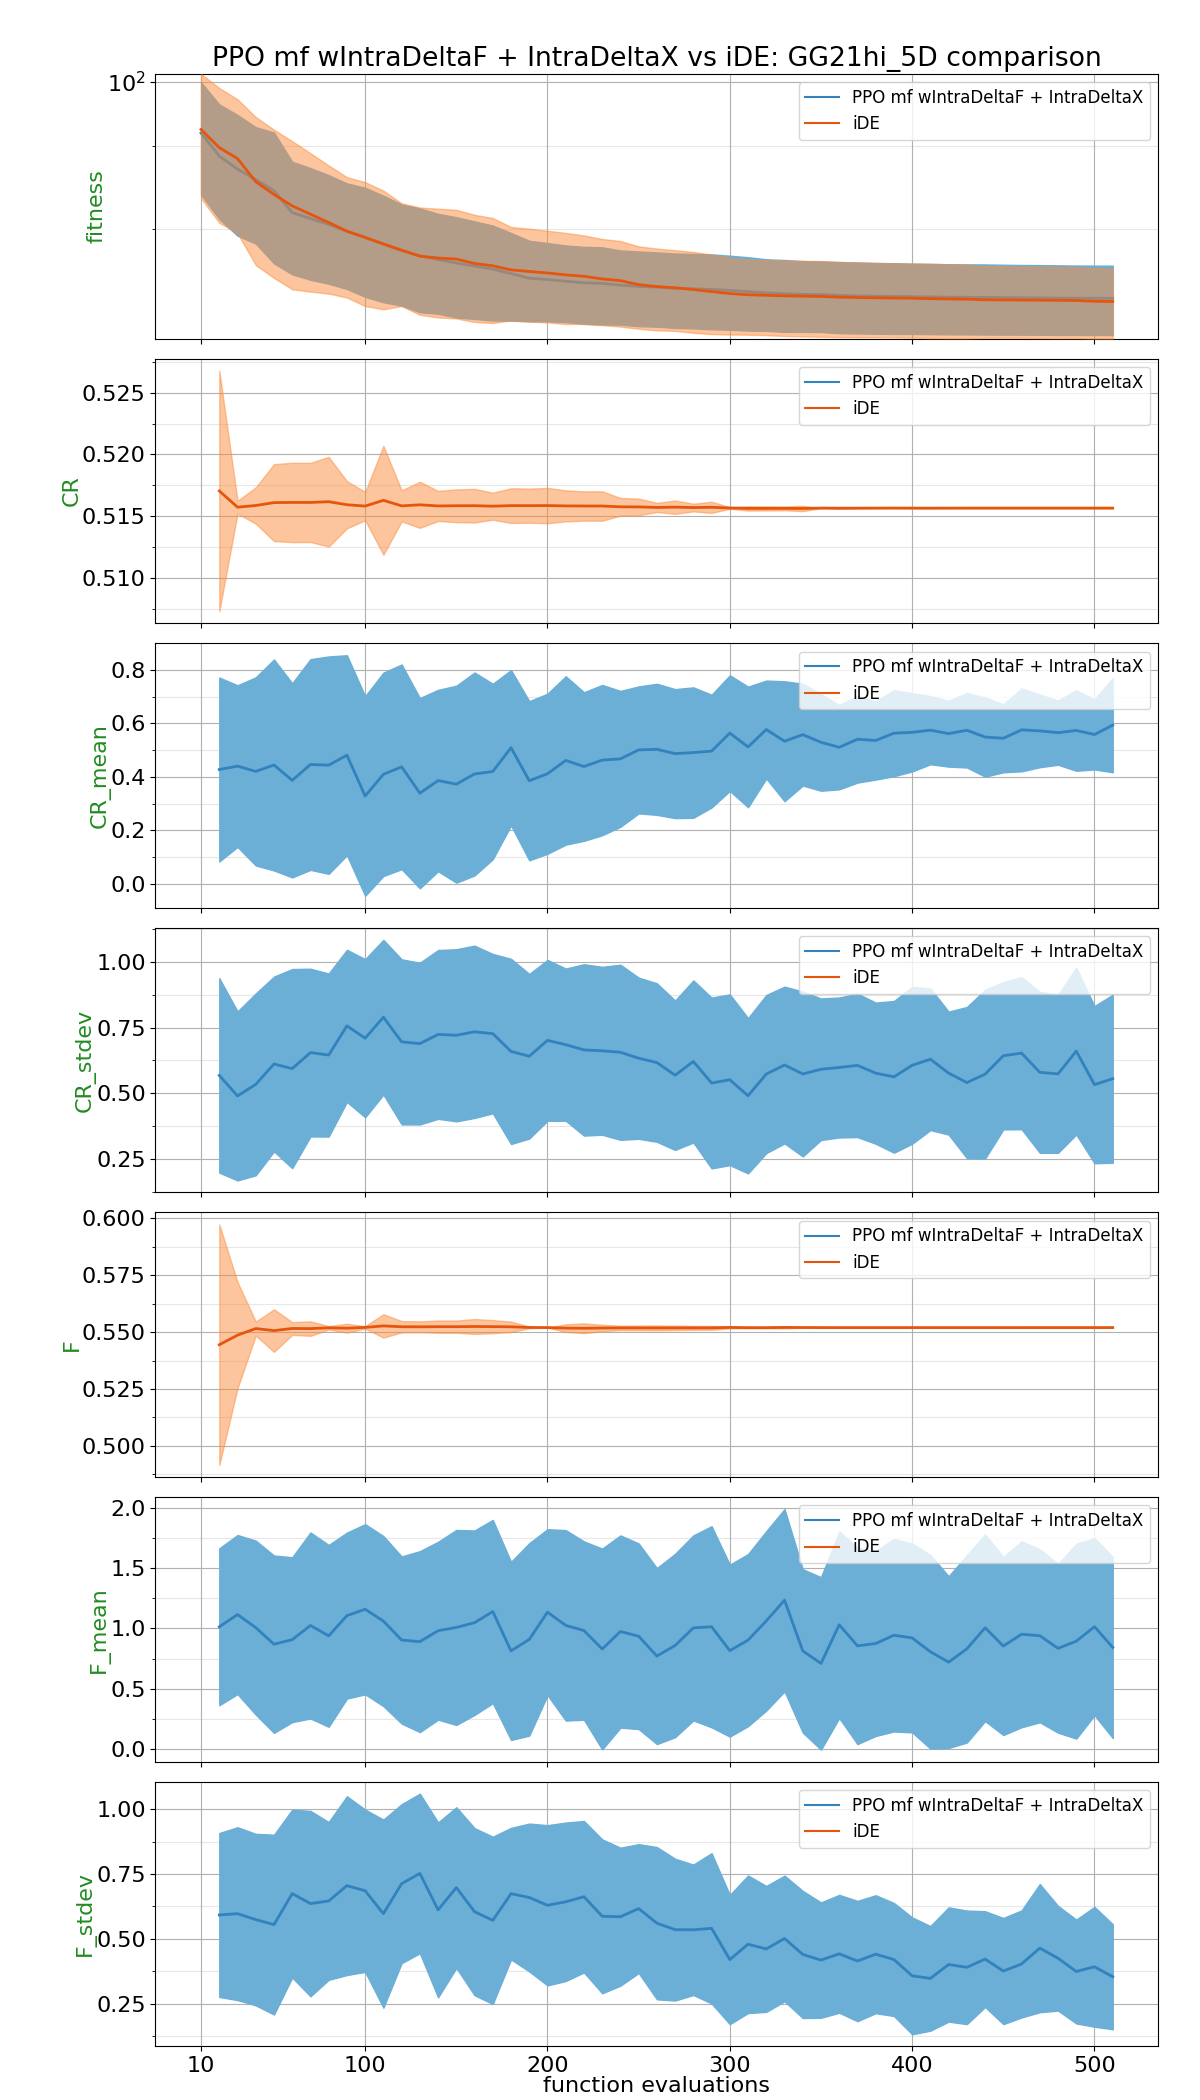 PPO mf wIntraDeltaF + IntraDeltaX vs iDE: GG21hi_5D comparison
10²
fitness
PPO mf wIntraDeltaF + IntraDeltaX
iDE
0.525
0.520
0.515
0.510
CR
PPO mf wIntraDeltaF + IntraDeltaX
iDE
0.8
0.6
0.4
0.2
0.0
CR_mean
PPO mf wIntraDeltaF + IntraDeltaX
iDE
1.00
0.75
0.50
0.25
CR_stdev
PPO mf wIntraDeltaF + IntraDeltaX
iDE
0.600
0.575
0.550
0.525
0.500
F
PPO mf wIntraDeltaF + IntraDeltaX
iDE
2.0
1.5
1.0
0.5
0.0
F_mean
PPO mf wIntraDeltaF + IntraDeltaX
iDE
1.00
0.75
0.50
0.25
F_stdev
PPO mf wIntraDeltaF + IntraDeltaX
iDE
10 100 200 300 400 500
function evaluations